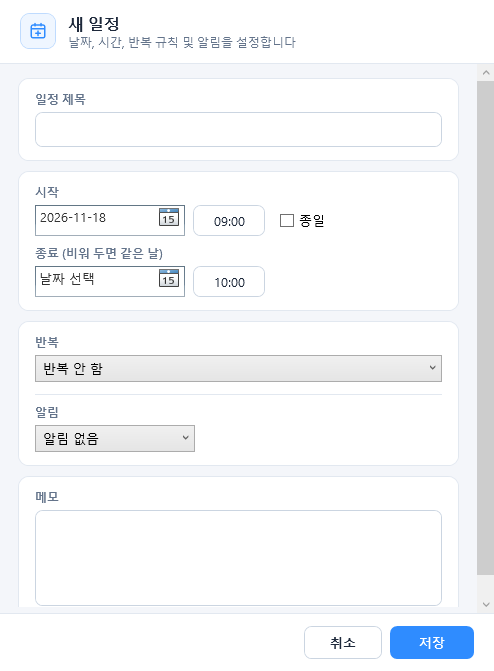 새 일정
날짜, 시간, 반복 규칙 및 알림을 설정합니다
일정 제목
시작
2026-11-18 15 09:00 종일
종료 (비워 두면 같은 날)
날짜 선택 15 10:00
반복
반복 안 함
알림
알림 없음
메모
취소 저장